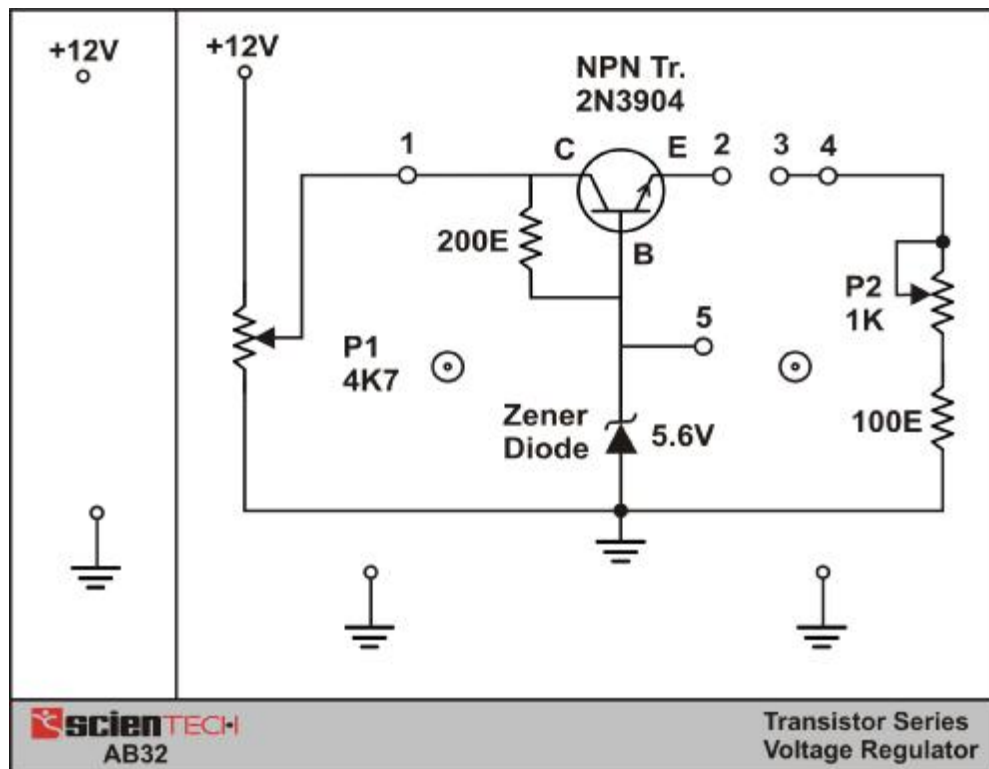 +12V
+12V
NPN Tr.
2N3904
1
C
E
2
3
4
200E
B
P2
1K
5
P1
4K7
Zener
Diode
5.6V
100E
scienTECH
AB32
Transistor Series
Voltage Regulator